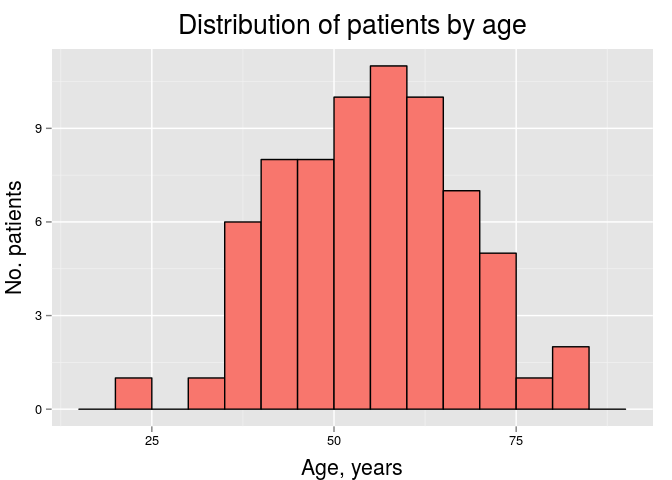 Distribution of patients by age
No. patients
9
6
3
0
25 50 75
Age, years